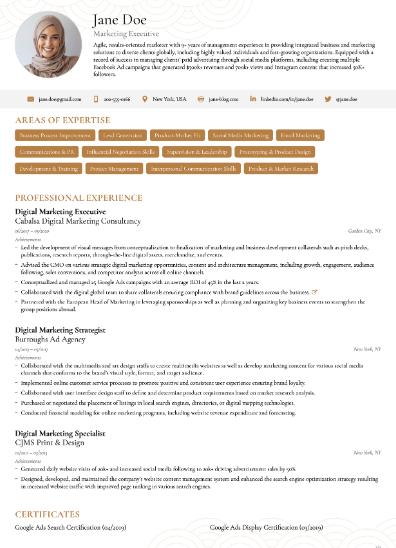 Jane Doe
Marketing Executive
Agile, results-oriented marketer with 9+ years of management experience in providing integrated business and marketing
solutions to diverse clients globally, including highly valued individuals and fast-growing organizations. Possess a strong
record of success in managing clients' paid advertising through social media platforms, including creating multiple
Facebook Ad campaigns that generated $900k+ revenues and 700k+ views and Instagram content that increased 50K+
followers.
jane.doe@gmail.com
New York, USA
jane-blog.com
linkedin.com/in/jane.doe
@jane.doe
AREAS OF EXPERTISE
Business Process Improvement
Lead Generation
Product-Market Fit
Social Media Marketing
Email Marketing
Communications & PR
Influential Negotiation Skills
Supervision & Leadership
Prototyping & Product Design
Development & Training
Project Management
Interpersonal Communication Skills
Product & Market Research
PROFESSIONAL EXPERIENCE
Digital Marketing Executive
Cabalsa Digital Marketing Consultancy
Garden City, NY
Achievements
– Led the development of visual messages from conceptualization to finalization of marketing and business development collaterals such as pitch decks,
publications, research reports, through-the-line digital assets, merchandise, and events.
– Advised the CMO on various strategic digital marketing opportunities, content and architecture management, including growth, engagement, audience
following, sales conversions, and competitor analysis across all online channels.
– Conceptualized and managed 25 Google Ads campaigns with an average ROI of 45% in the last 2 years.
– Collaborated with the digital global team to share collaterals ensuring compliance with brand guidelines across the business.
– Partnered with the European Head of Marketing in leveraging sponsorships as well as planning and organizing key business events to strengthen the
group positions abroad.
Digital Marketing Strategist
Burroughs Ad Agency
New York, NY
Achievements
– Collaborated with the multimedia and art design staffs to create multimedia websites as well as develop marketing content for various social media
channels that conforms to the brand's visual style, format, and target audience.
– Implemented online customer service processes to promote positive and consistent user experience ensuring brand loyalty.
– Collaborated with user interface design staff to define and determine product requirements based on market research analysis.
– Purchased or negotiated the placement of listings in local search engines, directories, or digital mapping technologies.
– Conducted financial modeling for online marketing programs, including website revenue expenditure and forecasting.
Digital Marketing Specialist
CJMS Print & Design
New York, NY
Achievements
– Generated daily website visits of 20k+ and increased social media following to 20k+ driving advertisement sales by 90%.
– Designed, developed, and maintained the company's website content management system and enhanced the search engine optimization strategy resulting
in increased website traffic with improved page ranking in various search engines.
CERTIFICATES
Google Ads Search Certification (04/2019)
Google Ads Display Certification (03/2019)